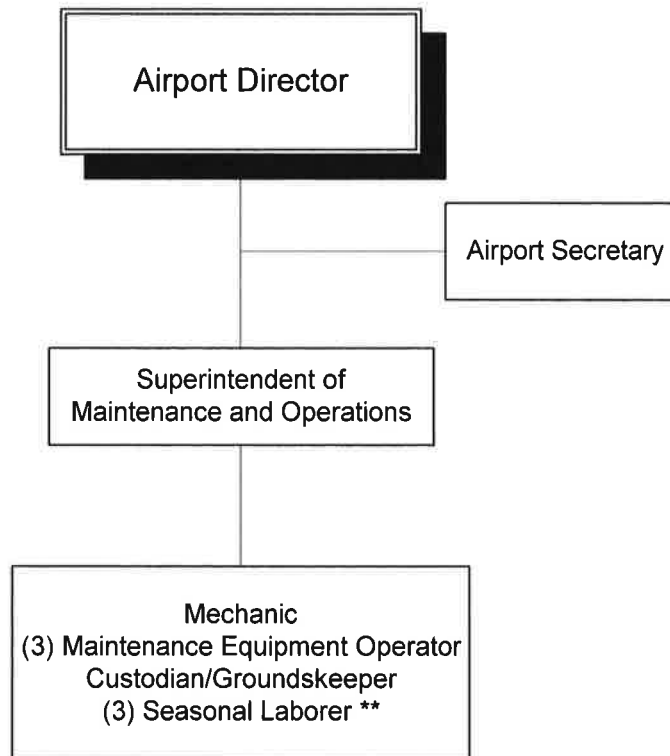 Airport Director
Airport Secretary
Superintendent of
Maintenance and Operations
Mechanic
(3) Maintenance Equipment Operator
Custodian/Groundskeeper
(3) Seasonal Laborer **